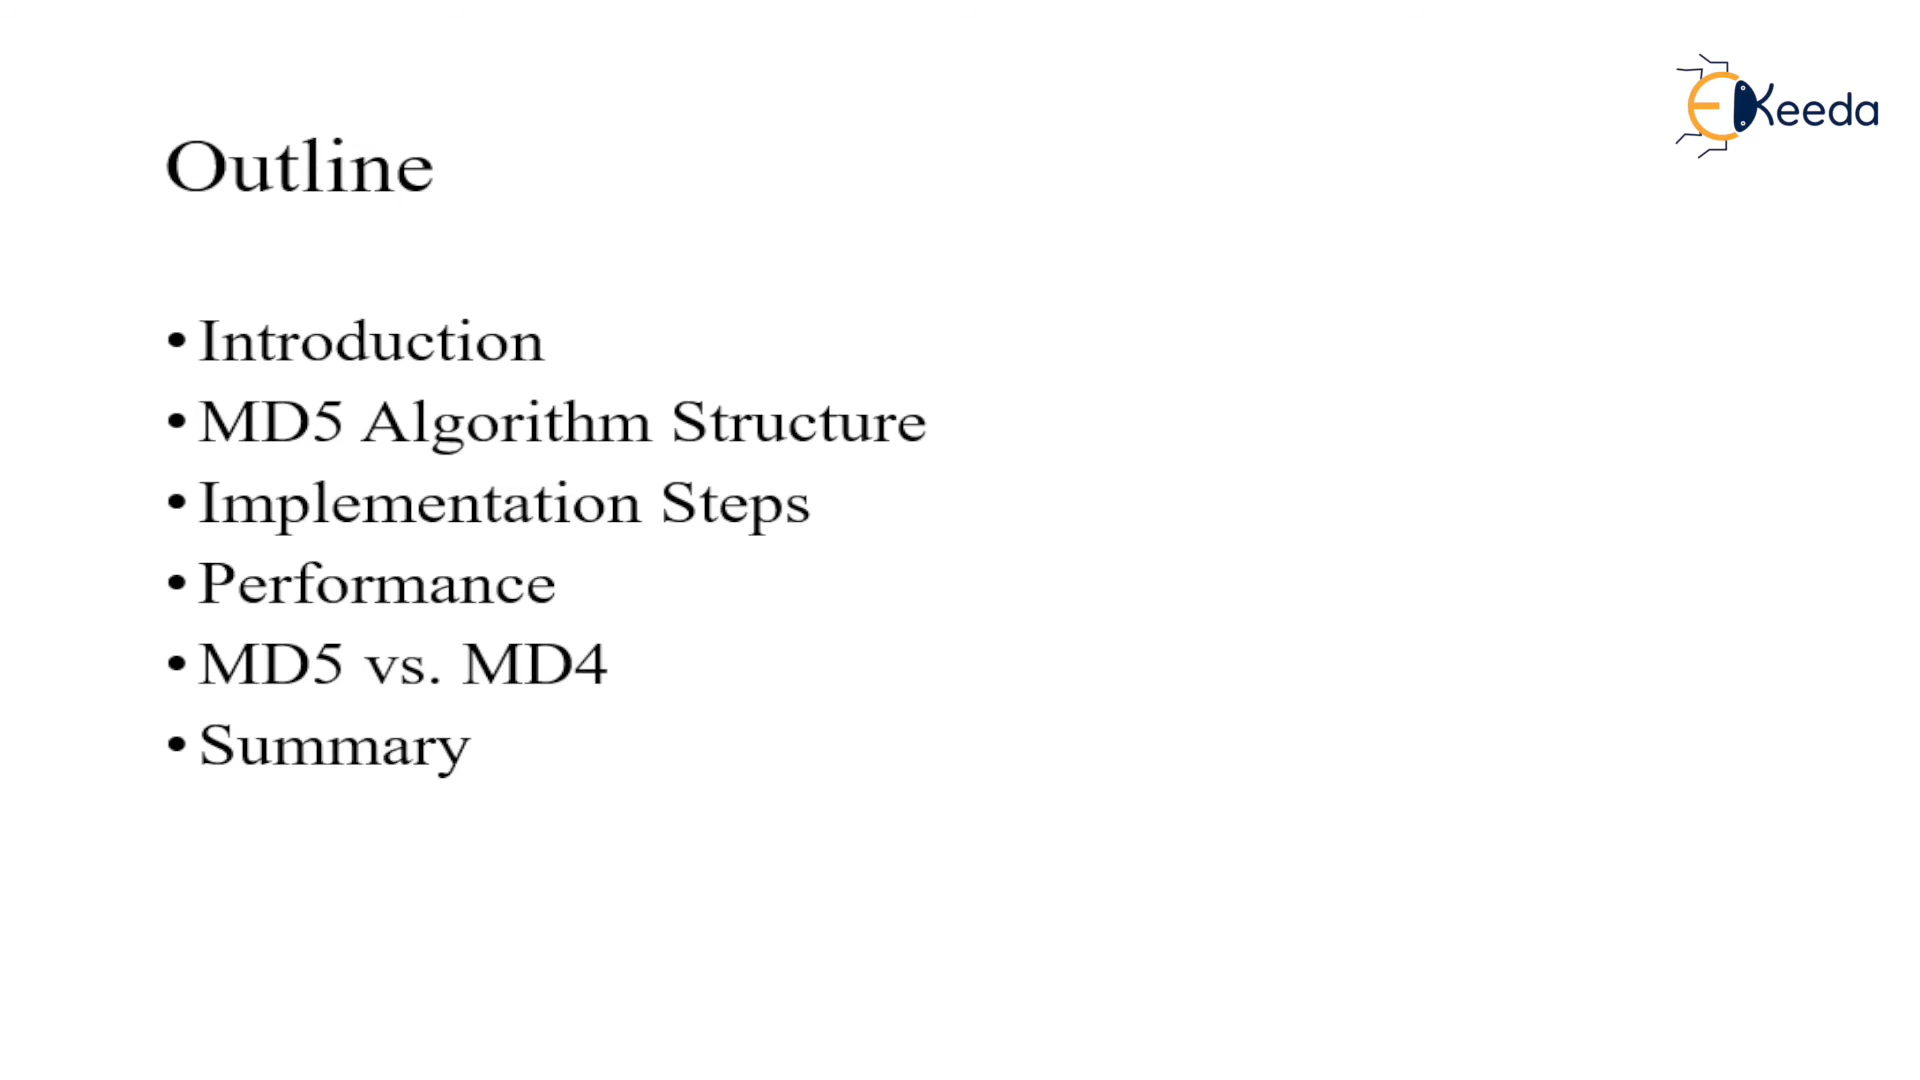 EKeeda
Outline
• Introduction
• MD5 Algorithm Structure
• Implementation Steps
• Performance
• MD5 vs. MD4
• Summary